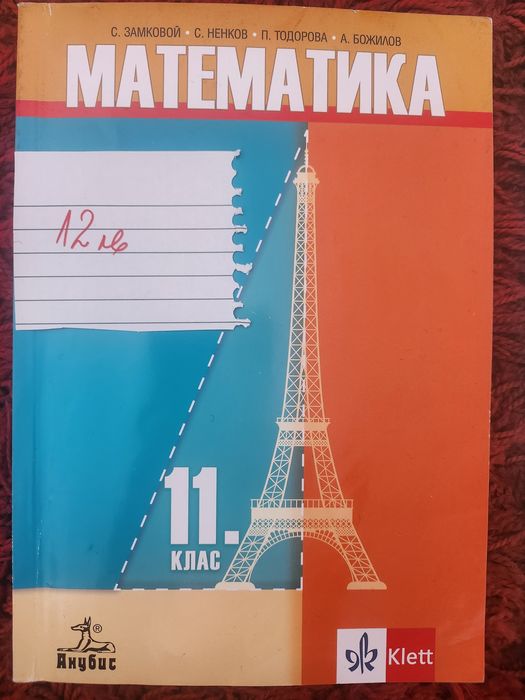 С. ЗАМКОВОЙ • С. НЕНКОВ • П. ТОДОРОВА • А. БОЖИЛОВ
МАТЕМАТИКА
12 лв
11.
КЛАС
®
Анубис
Klett